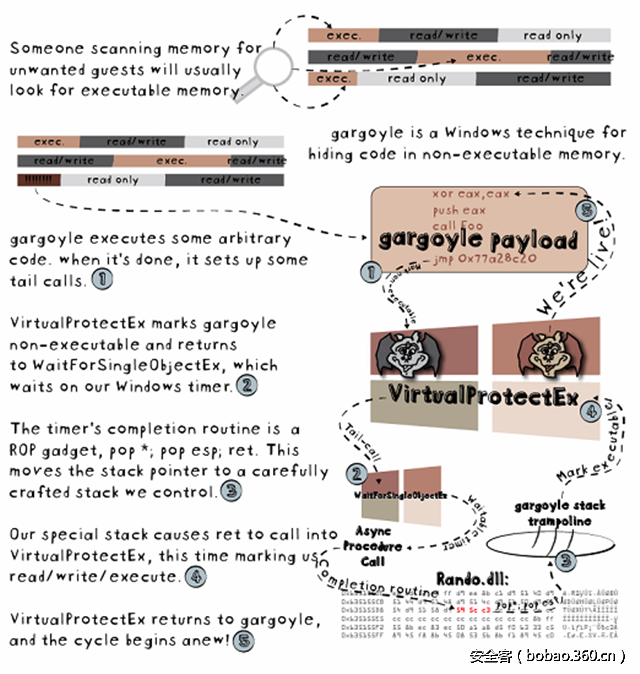 Someone scanning memory for
unwanted guests will usually
look for executable memory.
exec. read/write read only
read/write exec. read/write
exec. read only read/write
gargoyle is a Windows technique for
hiding code in non-executable memory.
exec. read/write read only
read/write exec. read/write
!!!!!!!! read only read/write
xor eax,eax
push eax
call foo
gargoyle payload
jmp 0x77a28c20
5
1
gargoyle executes some arbitrary
code. when it's done, it sets up some
tail calls. 1
Mark non-executable
We're live!
VirtualProtectEx marks gargoyle
non-executable and returns
to WaitForSingleObjectEx, which
waits on our Windows timer. 2
VirtualProtectEx
4
The timer's completion routine is a
ROP gadget, pop *; pop esp; ret. This
moves the stack pointer to a carefully
crafted stack we control. 3
Tail-call
2
WaitForSingleObjectEx
Waitable timer
Mark executable
Async
Procedure
Call
gargoyle stack
trampoline
3
Our special stack causes ret to call into
VirtualProtectEx, this time marking us
read/write/execute. 4
Completion routine
Rando.dll:
59 5c c3
VirtualProtectEx returns to gargoyle,
and the cycle begins anew! 5
安全客（bobao.360.cn）